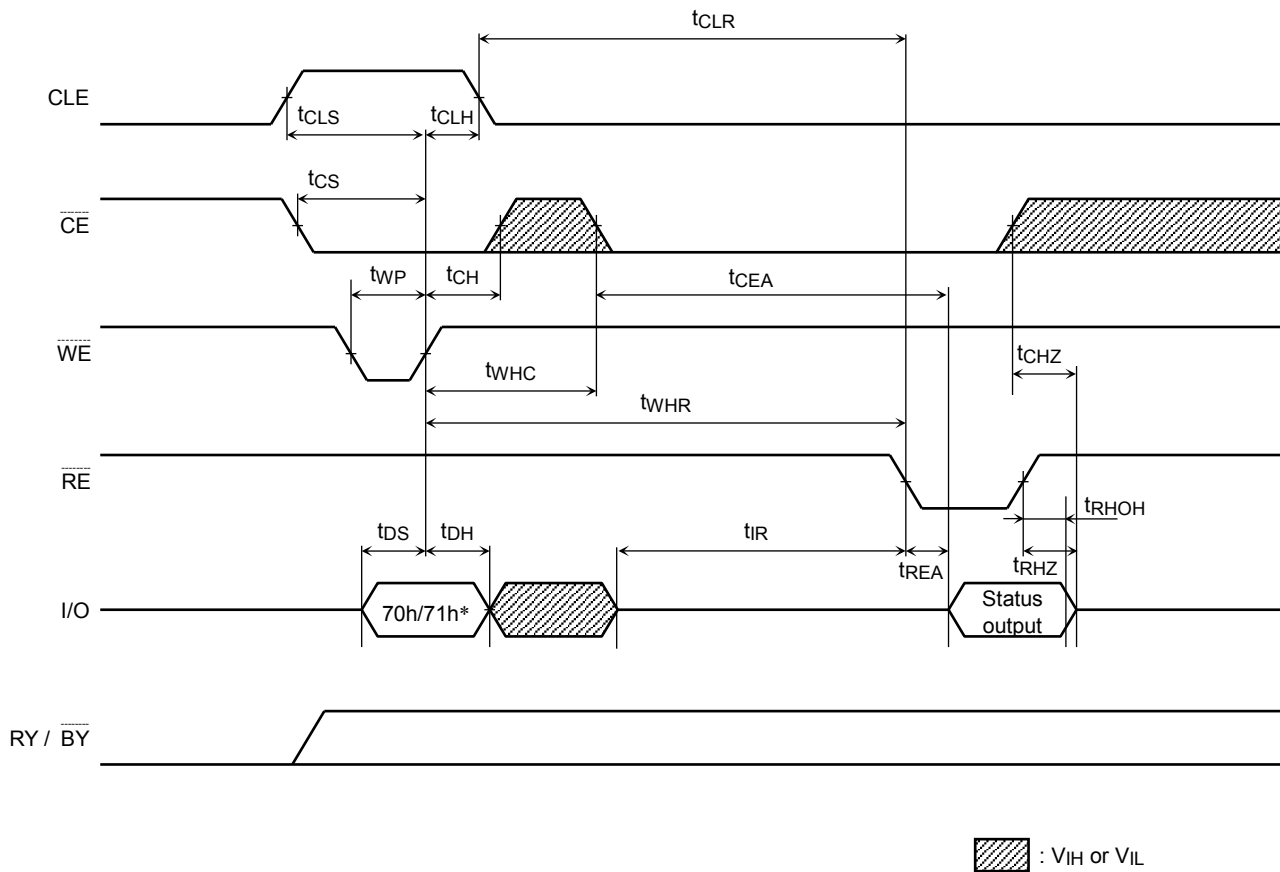 tCLR
CLE
tCLS
tCLH
tCS
CE
tWP
tCH
tCEA
WE
tCHZ
tWHC
tWHR
RE
tRHOH
tDS
tDH
tIR
tREA
tRHZ
I/O
70h/71h*
Status
output
RY / BY
: VIH or VIL